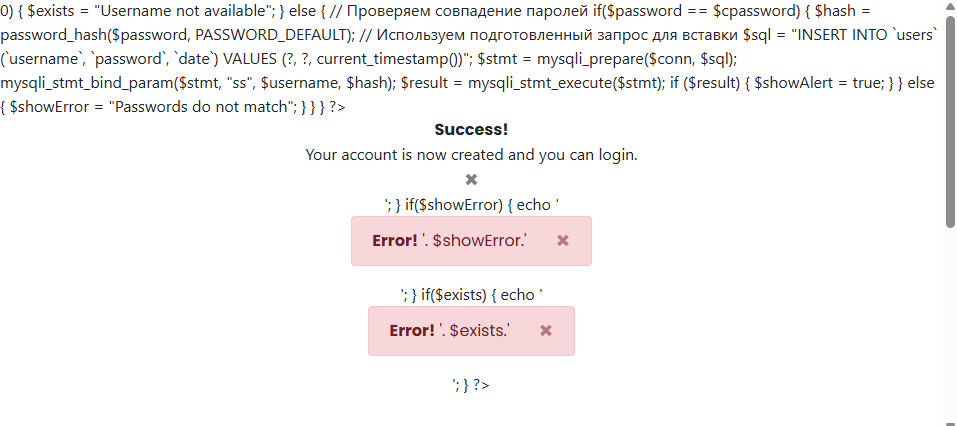 0) { $exists = "Username not available"; } else { // Проверяем совпадение паролей if($password == $cpassword) { $hash =
password_hash($password, PASSWORD_DEFAULT); // Используем подготовленный запрос для вставки $sql = "INSERT INTO `users`
(`username`, `password`, `date`) VALUES (?, ?, current_timestamp())"; $stmt = mysqli_prepare($conn, $sql);
mysqli_stmt_bind_param($stmt, "ss", $username, $hash); $result = mysqli_stmt_execute($stmt); if ($result) { $showAlert = true; } } else
{ $showError = "Passwords do not match"; } } } ?>
Success!
Your account is now created and you can login.
×
'; } if($showError) { echo '
Error! '. $showError.' ×
'; } if($exists) { echo '
Error! '. $exists.' ×
'; } ?>